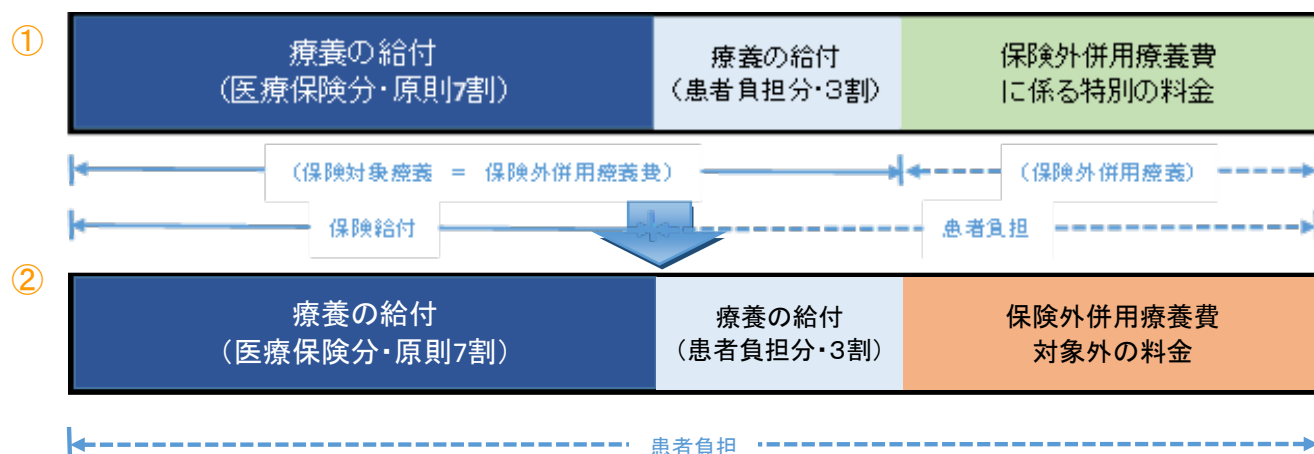 ①
療養の給付
（医療保険分・原則7割）
療養の給付
（患者負担分・3割）
保険外併用療養費
に係る特別の料金
（保険対象療養 = 保険外併用療養費）
（保険外併用療養）
保険給付
患者負担
②
療養の給付
（医療保険分・原則7割）
療養の給付
（患者負担分・3割）
保険外併用療養費
対象外の料金
患者負担